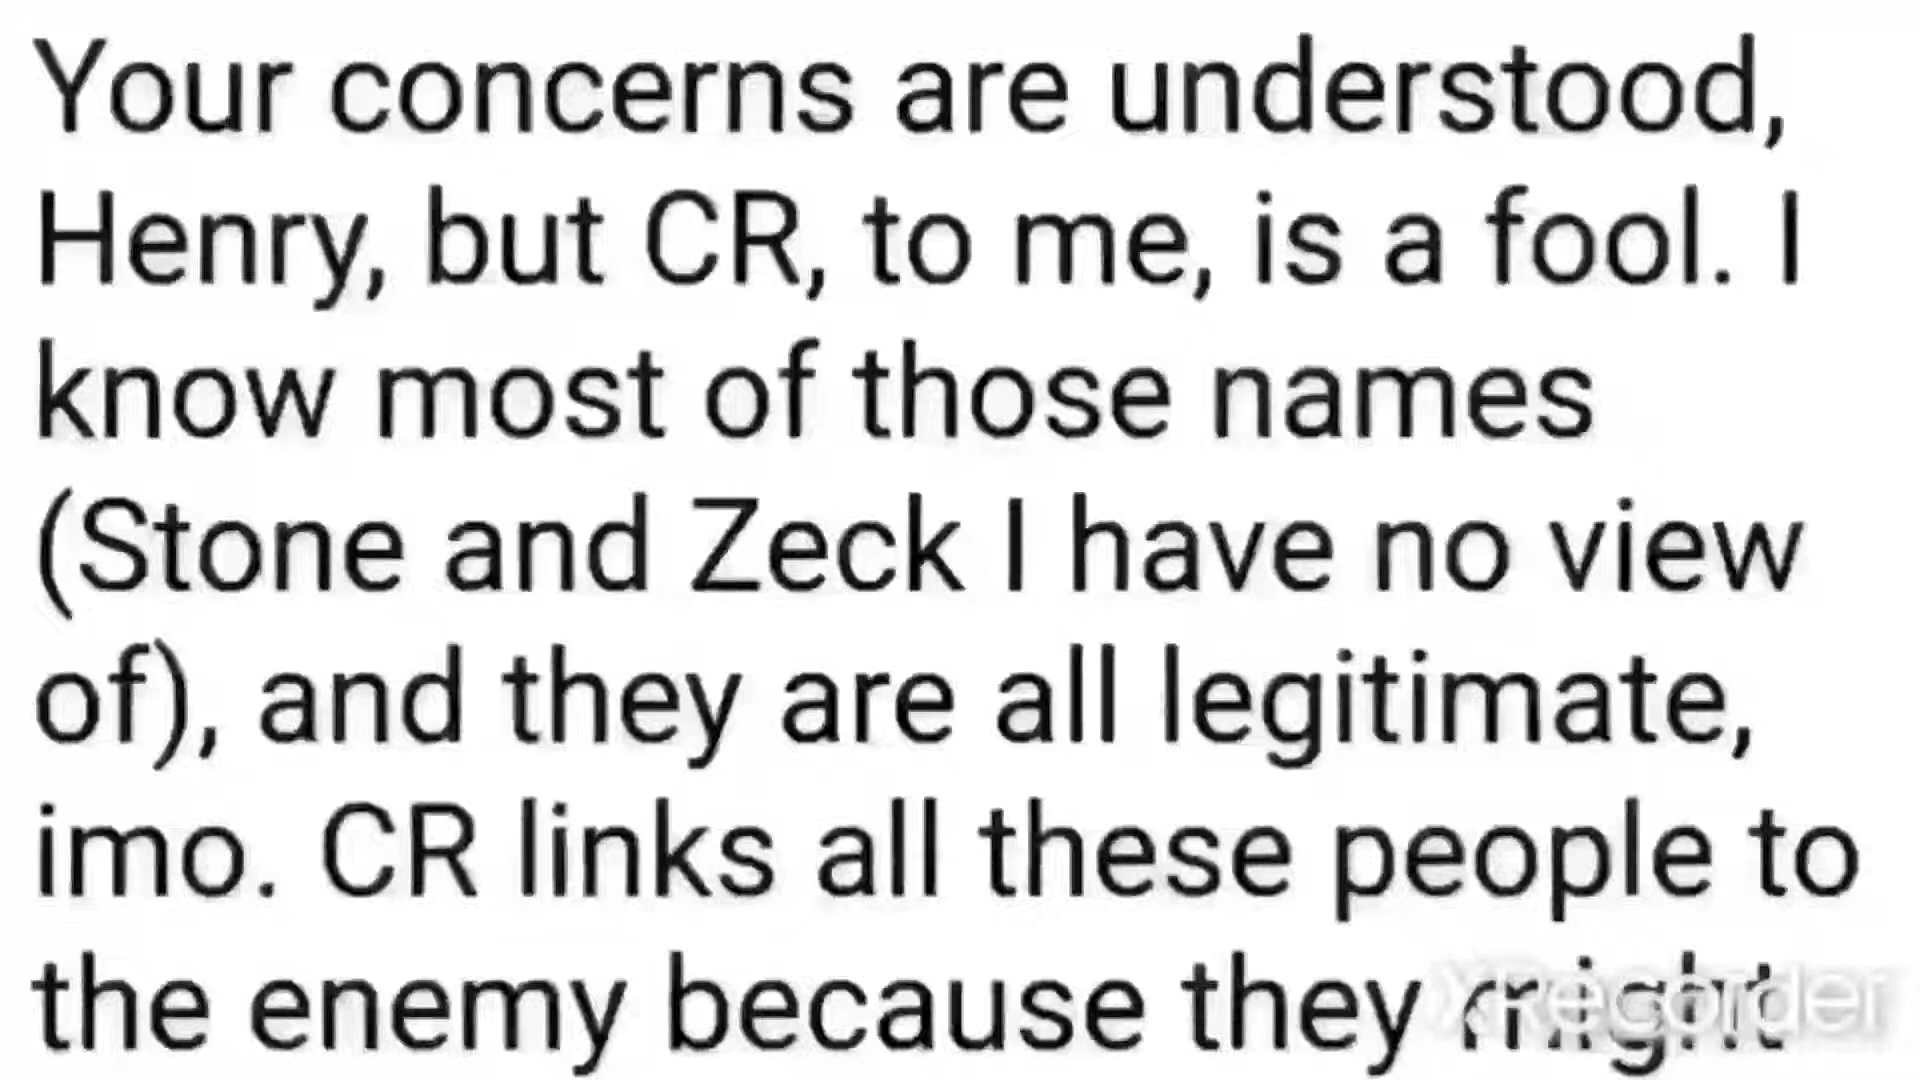 Your concerns are understood,
Henry, but CR, to me, is a fool. I
know most of those names
(Stone and Zeck I have no view
of), and they are all legitimate,
imo. CR links all these people to
the enemy because they might
XRecorder